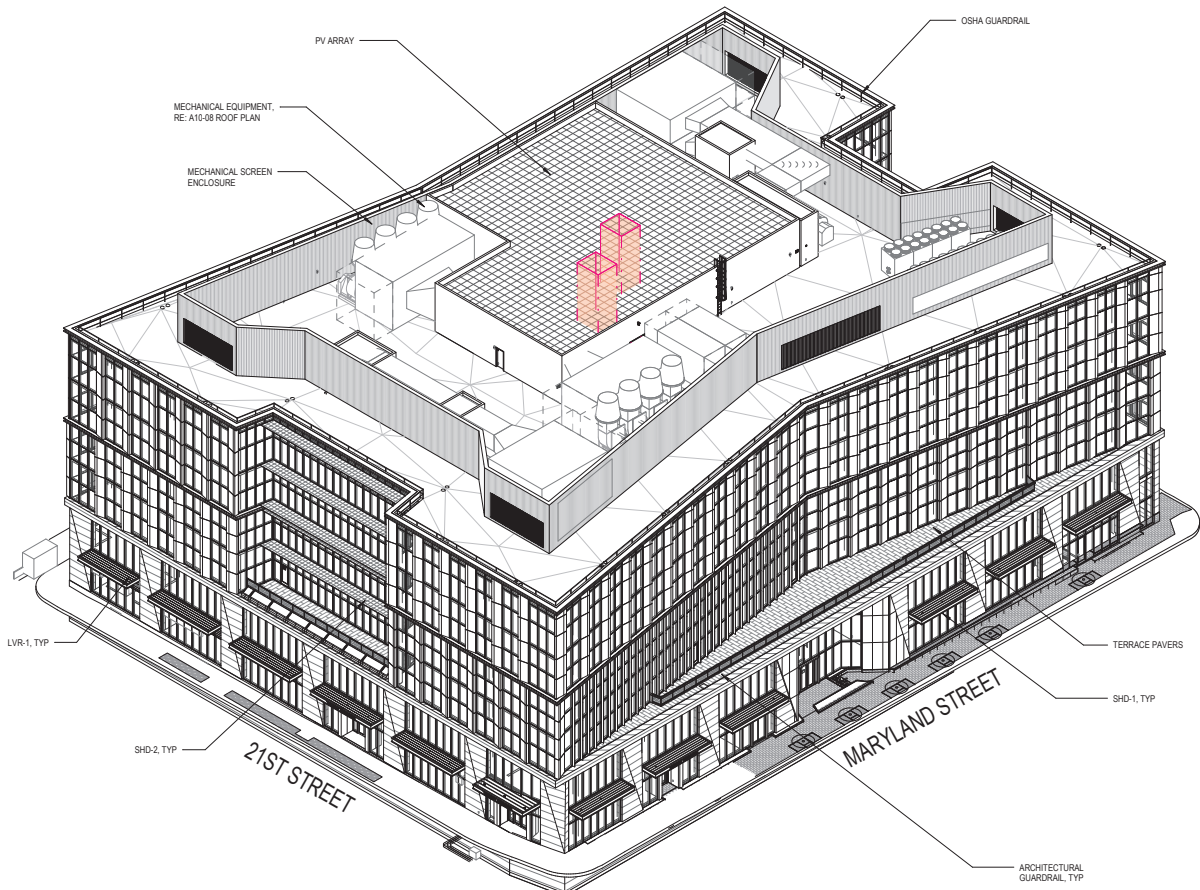 OSHA GUARDRAIL
PV ARRAY
MECHANICAL EQUIPMENT,
RE: A10-08 ROOF PLAN
MECHANICAL SCREEN
ENCLOSURE
LVR-1, TYP
TERRACE PAVERS
SHD-1, TYP
SHD-2, TYP
21ST STREET
MARYLAND STREET
ARCHITECTURAL
GUARDRAIL, TYP